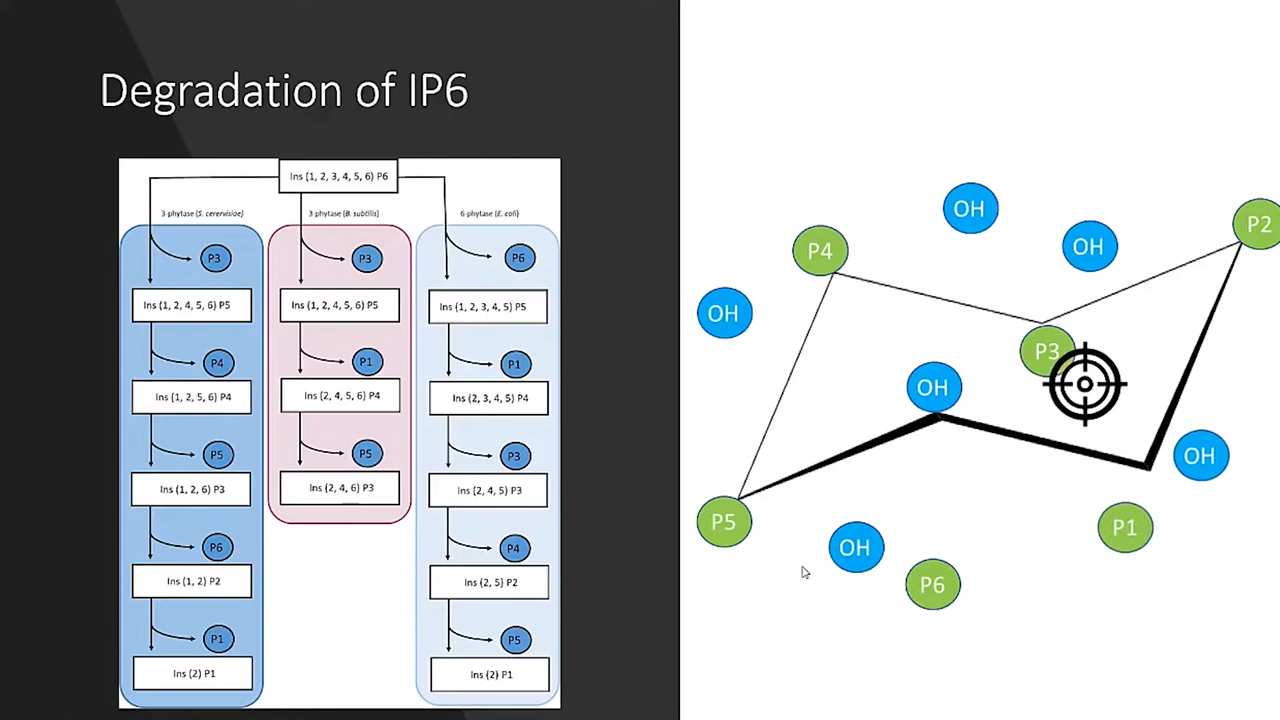 Degradation of IP6
Ins (1, 2, 3, 4, 5, 6) P6
3-phytase (S. cerervisiae)
3-phytase (B. subtilis)
6-phytase (E. coli)
P3
P3
P6
Ins (1, 2, 4, 5, 6) P5
Ins (1, 2, 4, 5, 6) P5
Ins (1, 2, 3, 4, 5) P5
P4
P1
P1
Ins (1, 2, 5, 6) P4
Ins (2, 4, 5, 6) P4
Ins (2, 3, 4, 5) P4
P5
P5
P3
Ins (1, 2, 6) P3
Ins (2, 4, 6) P3
Ins (2, 4, 5) P3
P6
P4
Ins (1, 2) P2
Ins (2, 5) P2
P1
P5
Ins (2) P1
Ins (2) P1
OH
P2
OH
P4
OH
P3
OH
OH
P5
P1
OH
P6